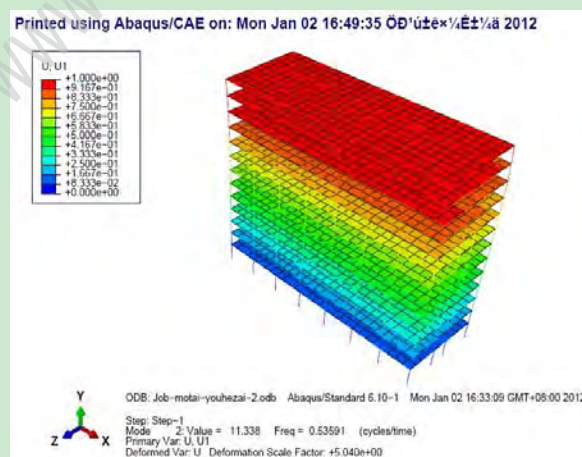 Printed using Abaqus/CAE on: Mon Jan 02 16:49:35 ÖÐ¹ú±ê×¼Ê±¼ä 2012
U, U1
+1.000e+00
+9.167e-01
+8.333e-01
+7.500e-01
+6.667e-01
+5.833e-01
+5.000e-01
+4.167e-01
+3.333e-01
+2.500e-01
+1.667e-01
+8.333e-02
+0.000e+00
Y
Z
X
ODB: Job-motai-youhezai-2.odb Abaqus/Standard 6.10-1 Mon Jan 02 16:33:09 GMT+08:00 2012
Step: Step-1
Mode 2: Value = 11.338 Freq = 0.53591 (cycles/time)
Primary Var: U, U1
Deformed Var: U Deformation Scale Factor: +5.040e+00